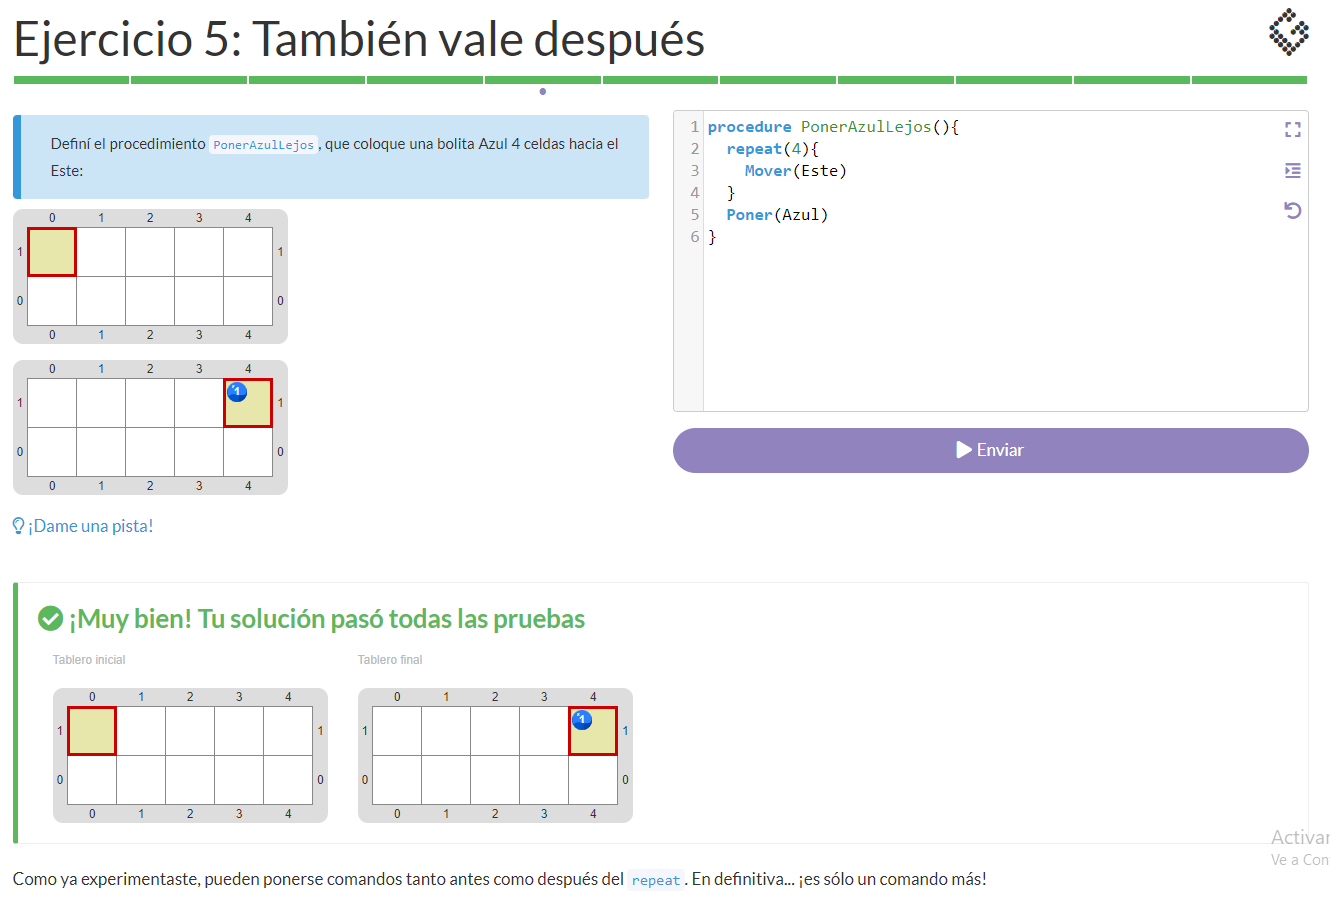 Ejercicio 5: También vale después
Definí el procedimiento PonerAzulLejos, que coloque una bolita Azul 4 celdas hacia el
Este:
0 1 2 3 4
1 1
0 0
0 1 2 3 4
0 1 2 3 4
1 1 1
0 0
0 1 2 3 4
¡Dame una pista!
1 procedure PonerAzulLejos(){
2 repeat(4){
3 Mover(Este)
4 }
5 Poner(Azul)
6 }
Enviar
¡Muy bien! Tu solución pasó todas las pruebas
Tablero inicial
0 1 2 3 4
1 1
0 0
0 1 2 3 4
Tablero final
0 1 2 3 4
1 1 1
0 0
0 1 2 3 4
Activar
Ve a Con
Como ya experimentaste, pueden ponerse comandos tanto antes como después del repeat. En definitiva... ¡es sólo un comando más!